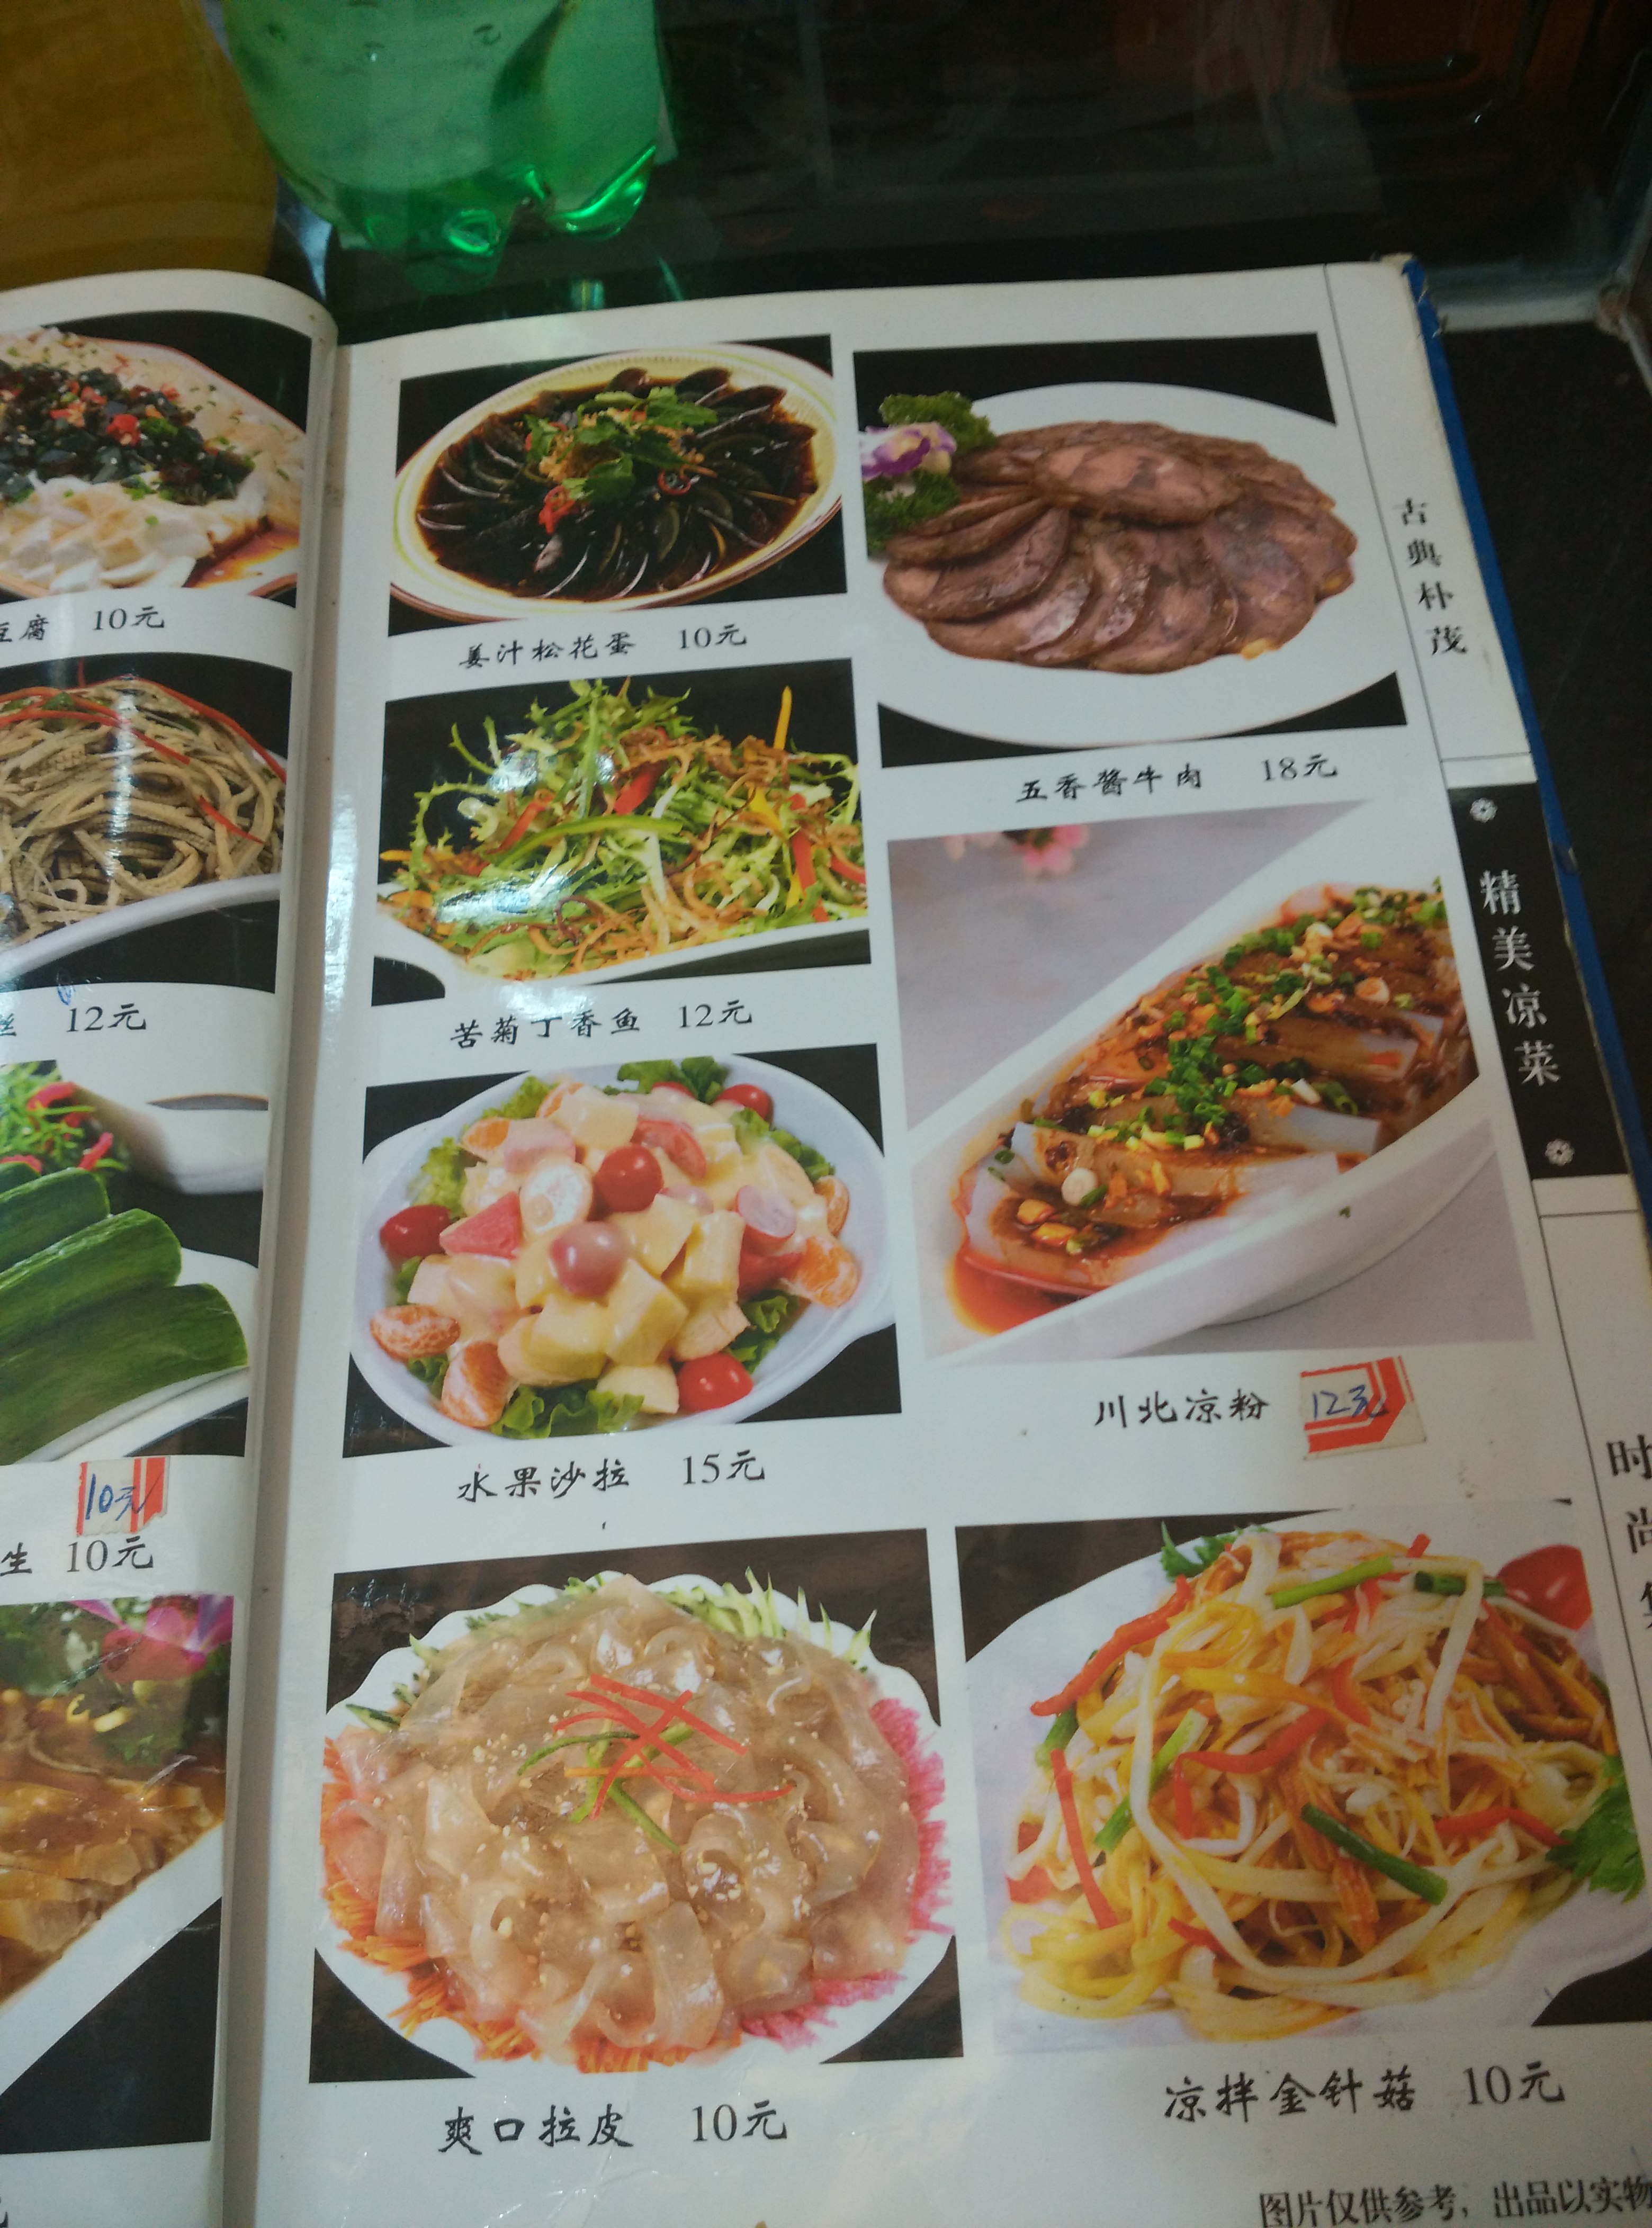 豆腐 10元
丝 12元
10元
生 10元
姜汁松花蛋 10元
五香酱牛肉 18元
苦菊丁香鱼 12元
川北凉粉 12元
水果沙拉 15元
爽口拉皮 10元
凉拌金针菇 10元
图片仅供参考，出品以实物
古典朴茂
精美凉菜
时尚